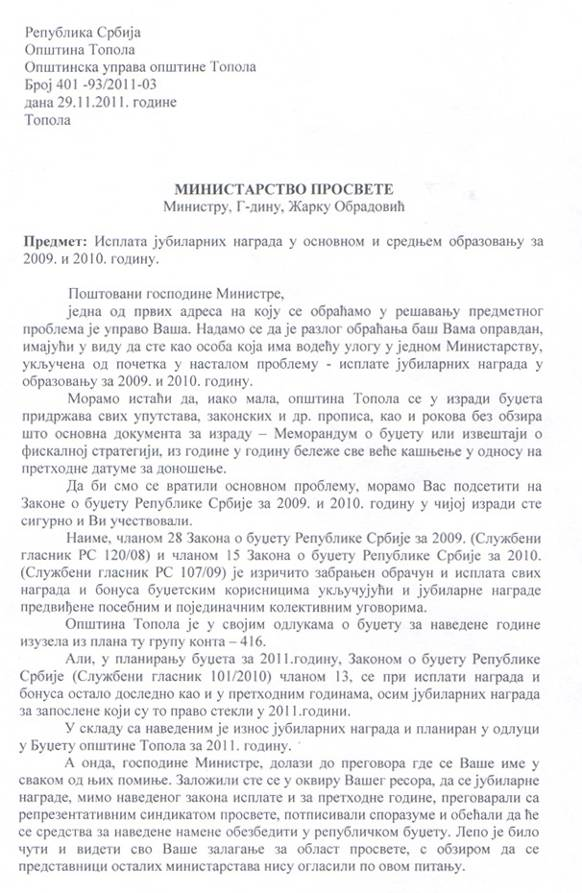 Република Србија
Општина Топола
Општинска управа општине Топола
Број 401 -93/2011-03
дана 29.11.2011. године
Топола
МИНИСТАРСТВО ПРОСВЕТЕ
Министру, Г-дину, Жарку Обрадовић
Предмет: Исплата јубиларних награда у основном и средњем образовању за
2009. и 2010. годину.
Поштовани господине Министре,
једна од првих адреса на коју се обраћамо у решавању предметног
проблема је управо Ваша. Надамо се да је разлог обраћања баш Вама оправдан,
имајући у виду да сте као особа која има водећу улогу у једном Министарству,
укључена од почетка у насталом проблему - исплате јубиларних награда у
образовању за 2009. и 2010. годину.
Морамо истаћи да, иако мала, општина Топола се у изради буџета
придржава свих упутстава, законских и др. прописа, као и рокова без обзира
што основна документа за израду – Меморандум о буџету или извештаји о
фискалној стратегији, из године у годину бележе све веће кашњење у односу на
претходне датуме за доношење.
Да би смо се вратили основном проблему, морамо Вас подсетити на
Законе о буџету Републике Србије за 2009. и 2010. годину у чијој изради сте
сигурно и Ви учествовали.
Наиме, чланом 28 Закона о буџету Републике Србије за 2009. (Службени
гласник РС 120/08) и чланом 15 Закона о буџету Републике Србије за 2010.
(Службени гласник РС 107/09) је изричито забрањен обрачун и исплата свих
награда и бонуса буџетским корисницима укључујући и јубиларне награде
предвиђене посебним и појединачним колективним уговорима.
Општина Топола је у својим одлукама о буџету за наведене године
изузела из плана ту групу конта – 416.
Али, у планирању буџета за 2011.годину, Законом о буџету Републике
Србије (Службени гласник 101/2010) чланом 13, се при исплати награда и
бонуса остало доследно као и у претходним годинама, осим јубиларних награда
за запослене који су то право стекли у 2011.години.
У складу са наведеним је износ јубиларних награда и планиран у одлуци
у Буџету општине Топола за 2011. годину.
А онда, господине Министре, долази до преговора где се Ваше име у
сваком од њих помиње. Заложили сте се у оквиру Вашег ресора, да се јубиларне
награде, мимо наведеног закона исплате и за претходне године, преговарали са
репрезентативним синдикатом просвете, потписивали споразуме и обећали да ће
се средства за наведене намене обезбедити у републичком буџету. Лепо је било
чути и видети сво Ваше залагање за област просвете, с обзиром да се
представници осталих министарстава нису огласили по овом питању.